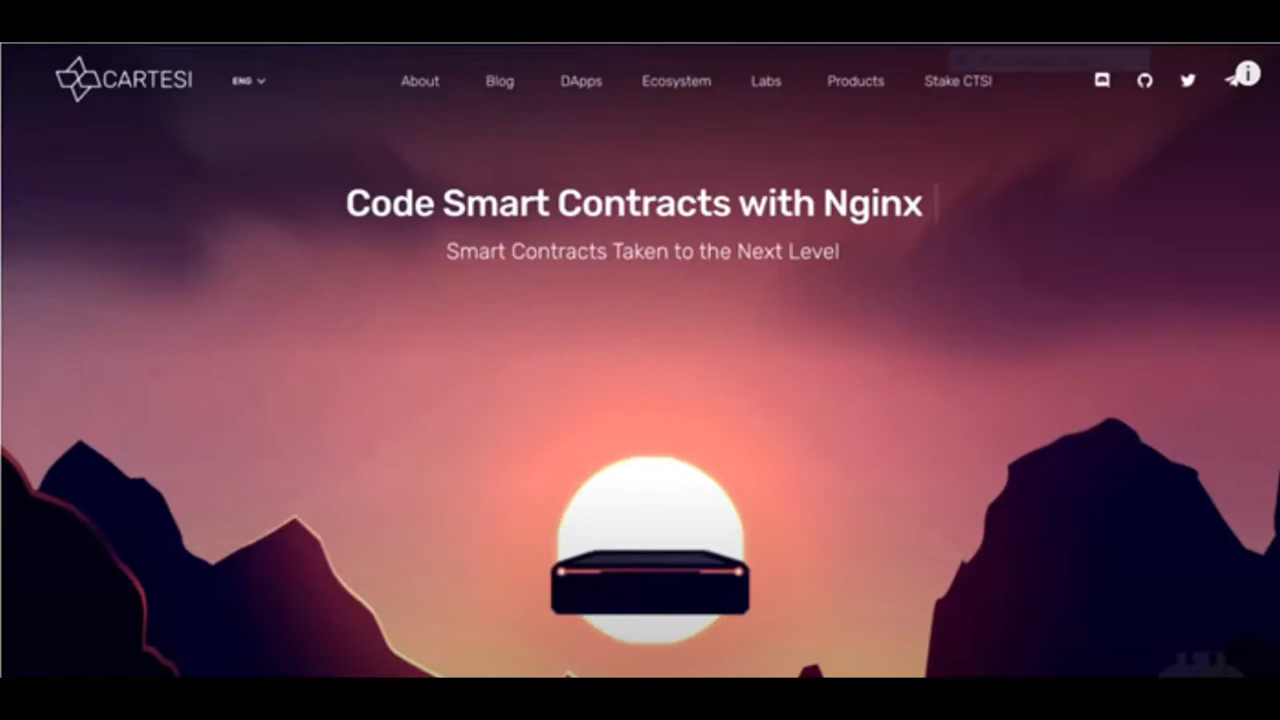 CARTESI
ENG
About
Blog
DApps
Ecosystem
Labs
Products
Stake CTSI
Code Smart Contracts with Nginx
Smart Contracts Taken to the Next Level